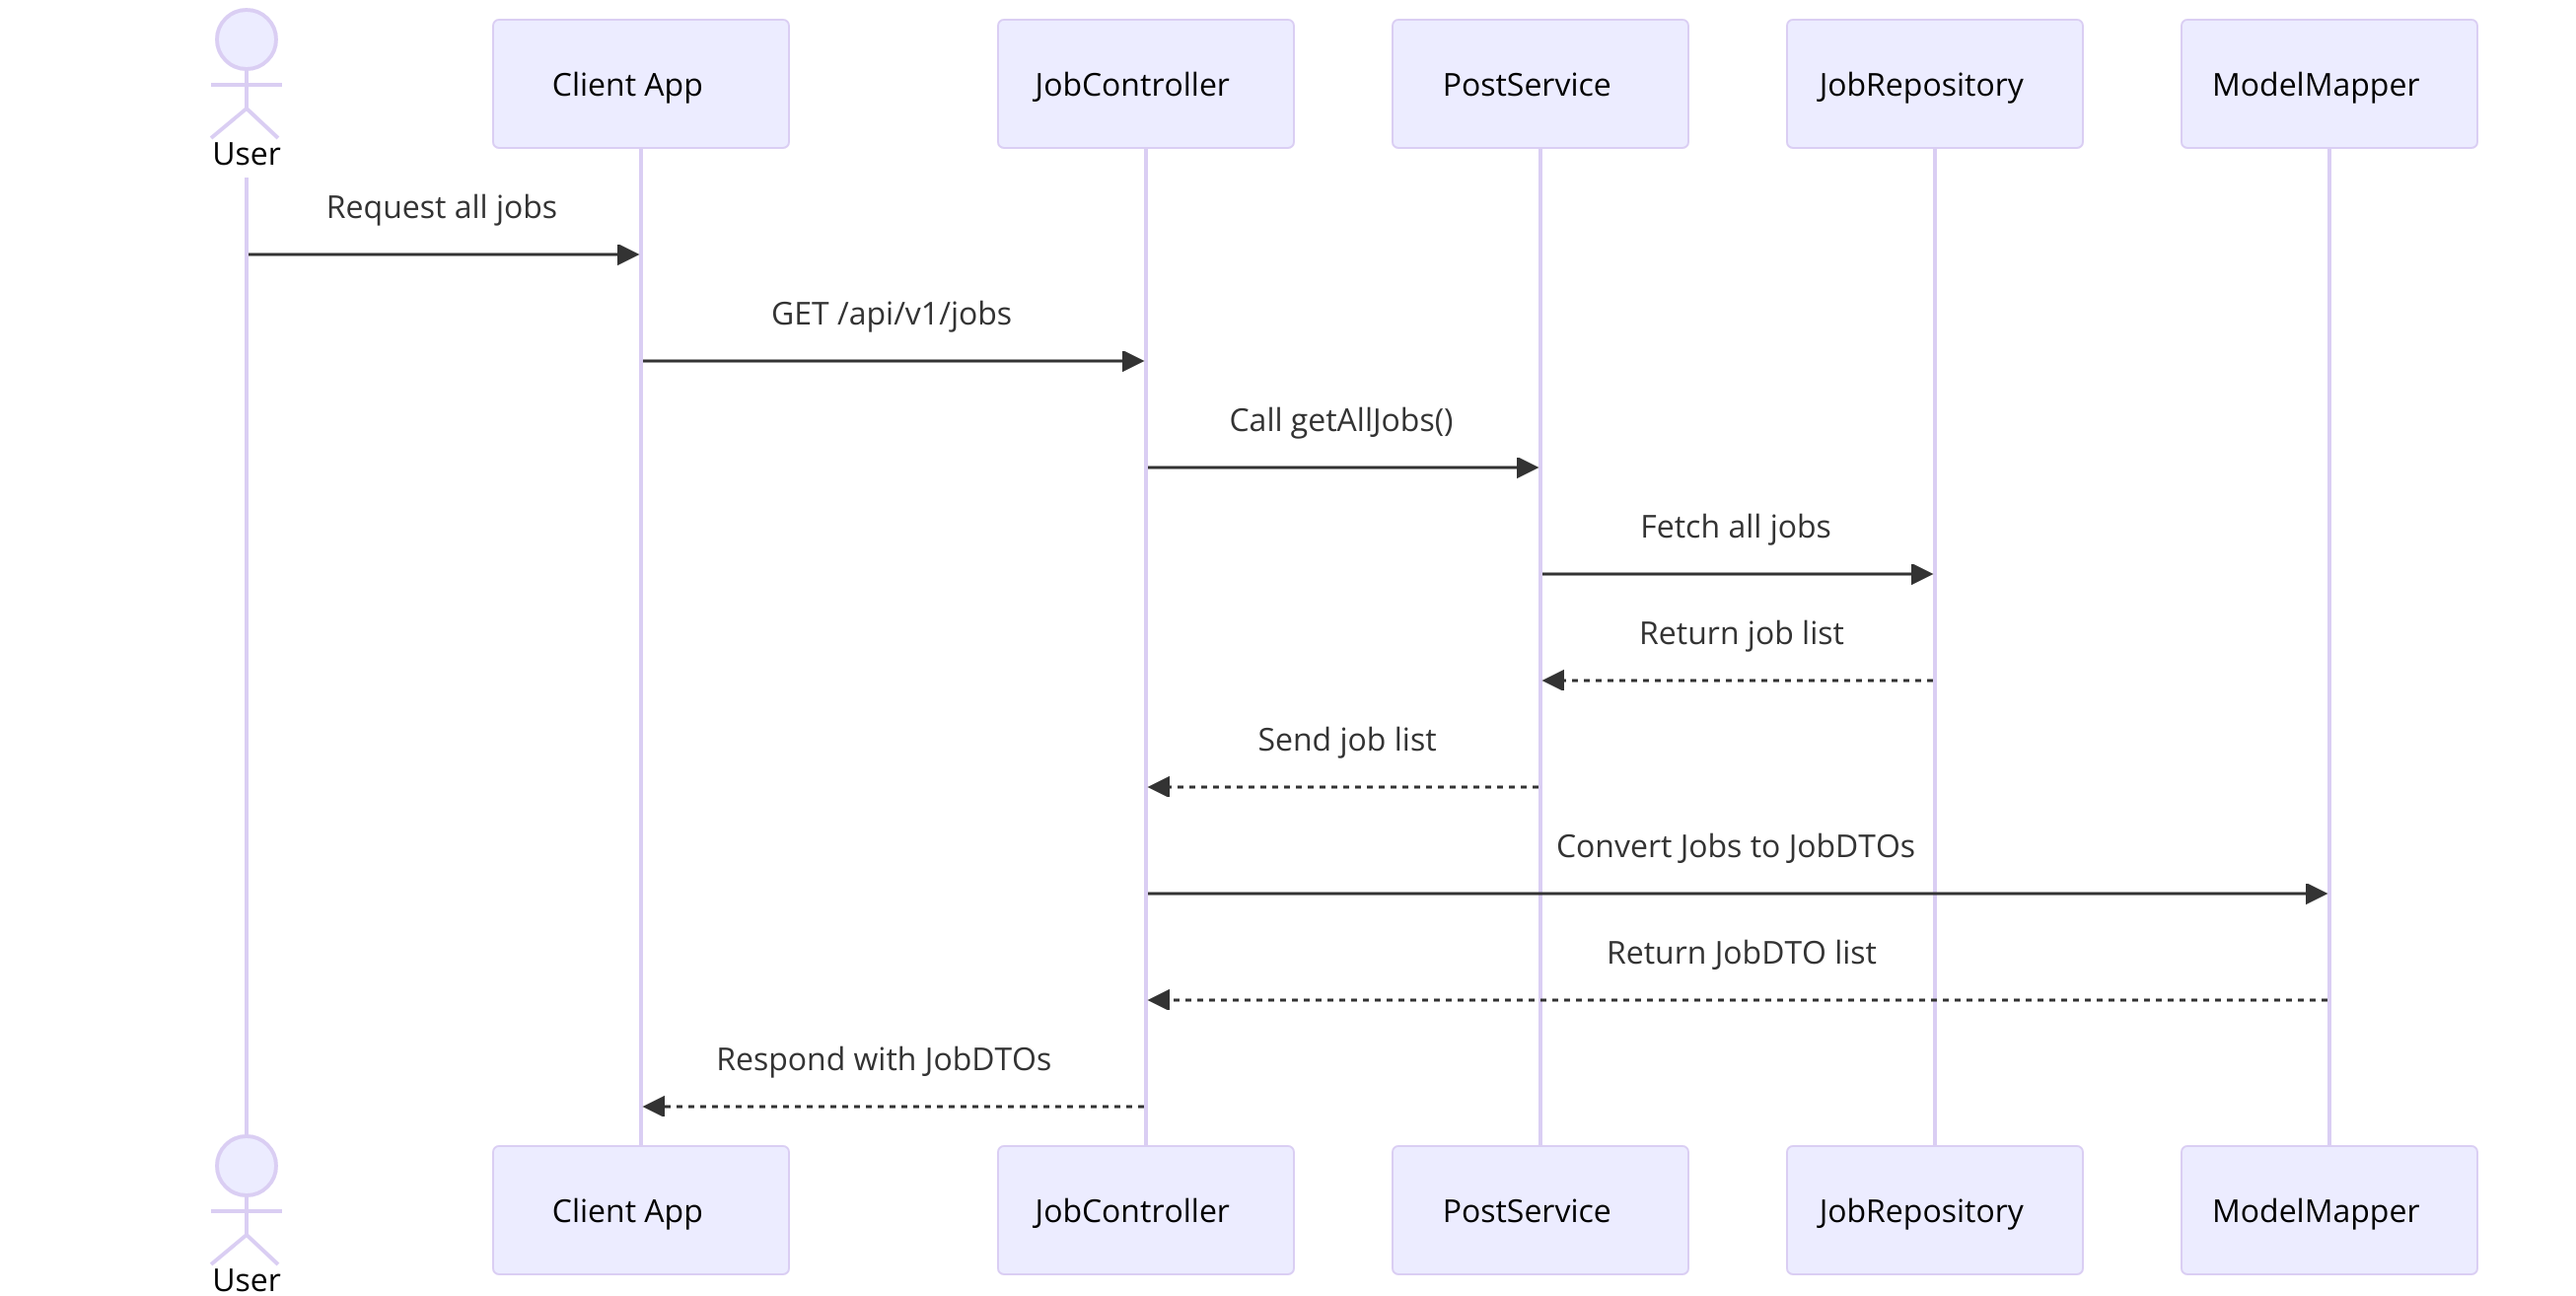 Client App
JobController
PostService
JobRepository
ModelMapper
User
Request all jobs
GET /api/v1/jobs
Call getAllJobs()
Fetch all jobs
Return job list
Send job list
Convert Jobs to JobDTOs
Return JobDTO list
Respond with JobDTOs
Client App
JobController
PostService
JobRepository
ModelMapper
User